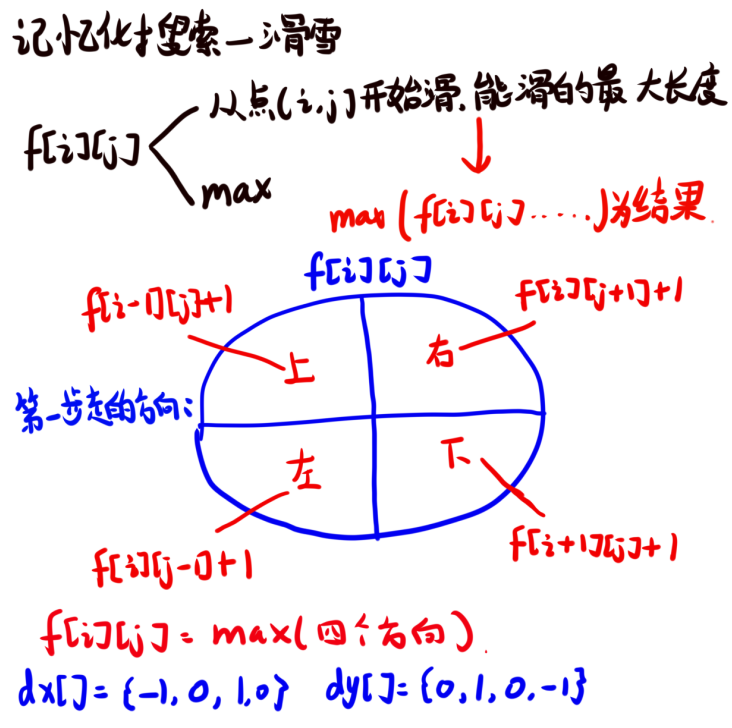 记忆化搜索—滑雪
从点(i,j]开始滑.能滑的最大长度
f[i][j]
max
max(f[i][j].....)为结果.
f[i][j]
f[i-1][j]+1
f[i][j+1]+1
上
右
第一步走的方向:
左
下
f[i][j-1]+1
f[i+1][j]+1
f[i][j]=max(四个方向).
dx[]={-1,0,1,0} dy[]={0,1,0,-1}